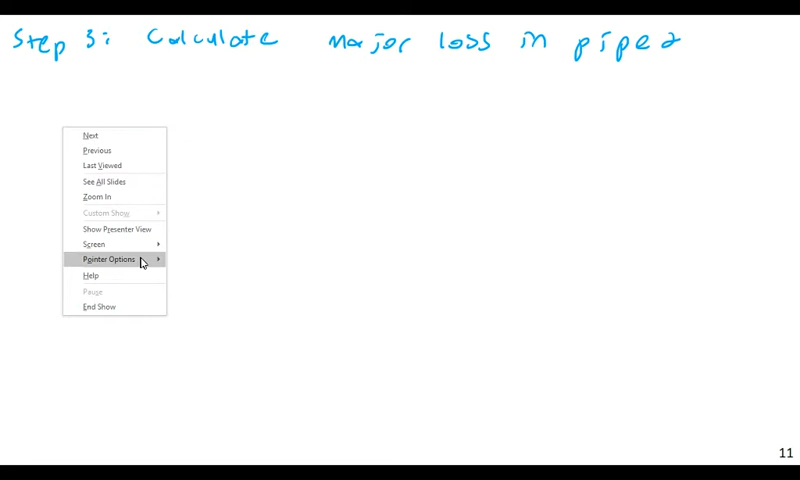 Step 3: Calculate major loss in pipe 2
Next
Previous
Last Viewed
See All Slides
Zoom In
Custom Show
Show Presenter View
Screen
Pointer Options
Help
Pause
End Show
11